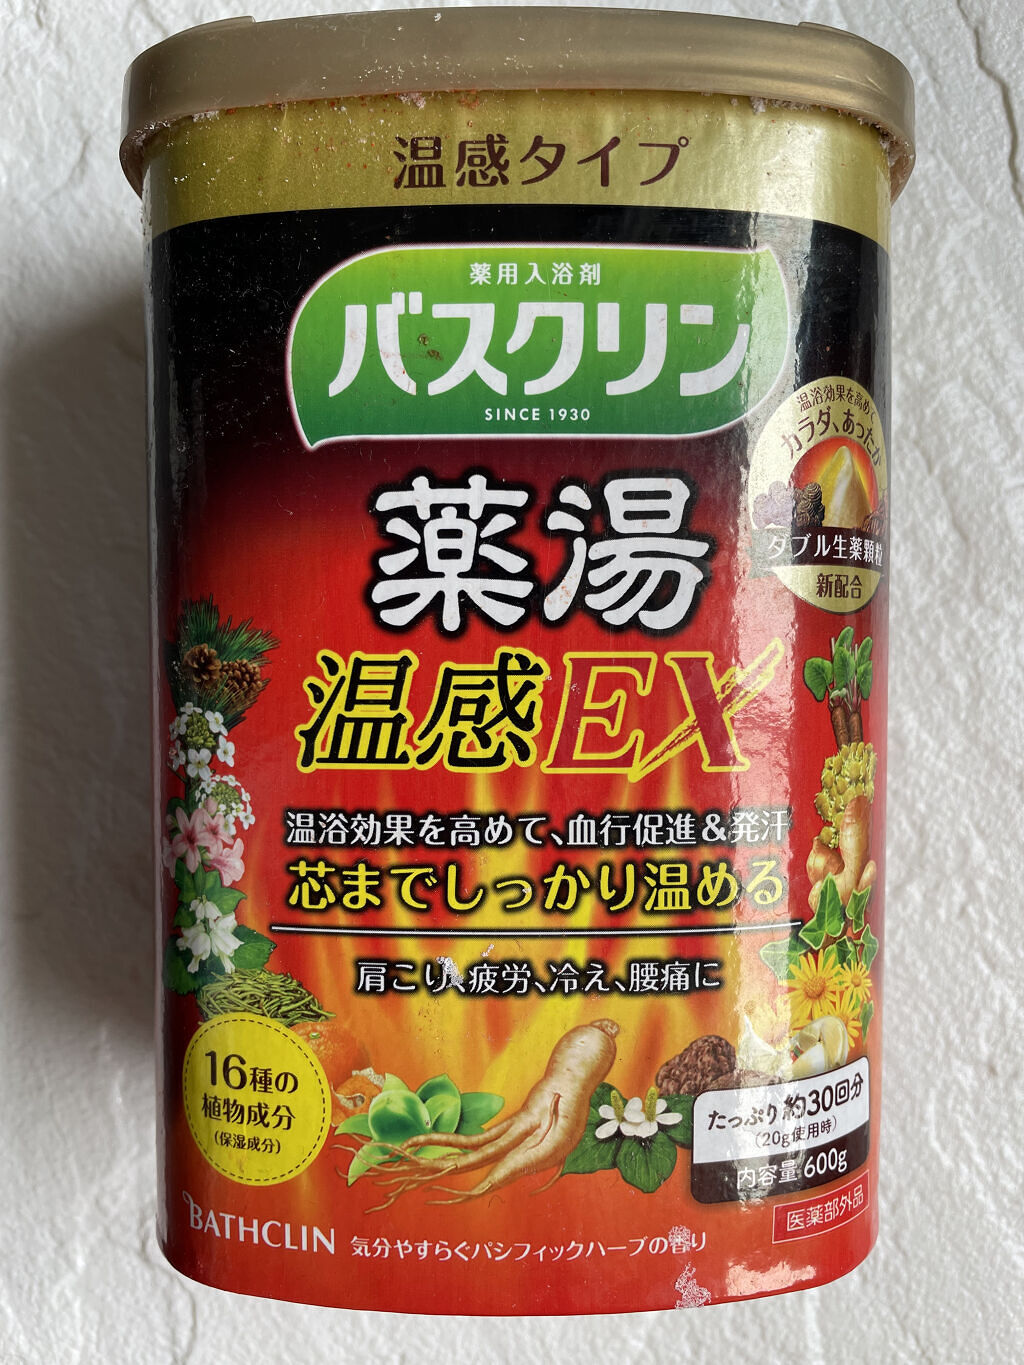 温感タイプ
薬用入浴剤
バスクリン
SINCE 1930
温浴効果を高めて
カラダ、あったか
ダブル生薬顆粒
新配合
薬湯
温感EX
温浴効果を高めて、血行促進&発汗
芯までしっかり温める
肩こり、疲労、冷え、腰痛に
16種の
植物成分
(保湿成分)
たっぷり約30回分
(20g使用時)
内容量600g
医薬部外品
BATHCLIN
気分やすらぐパシフィックハーブの香り